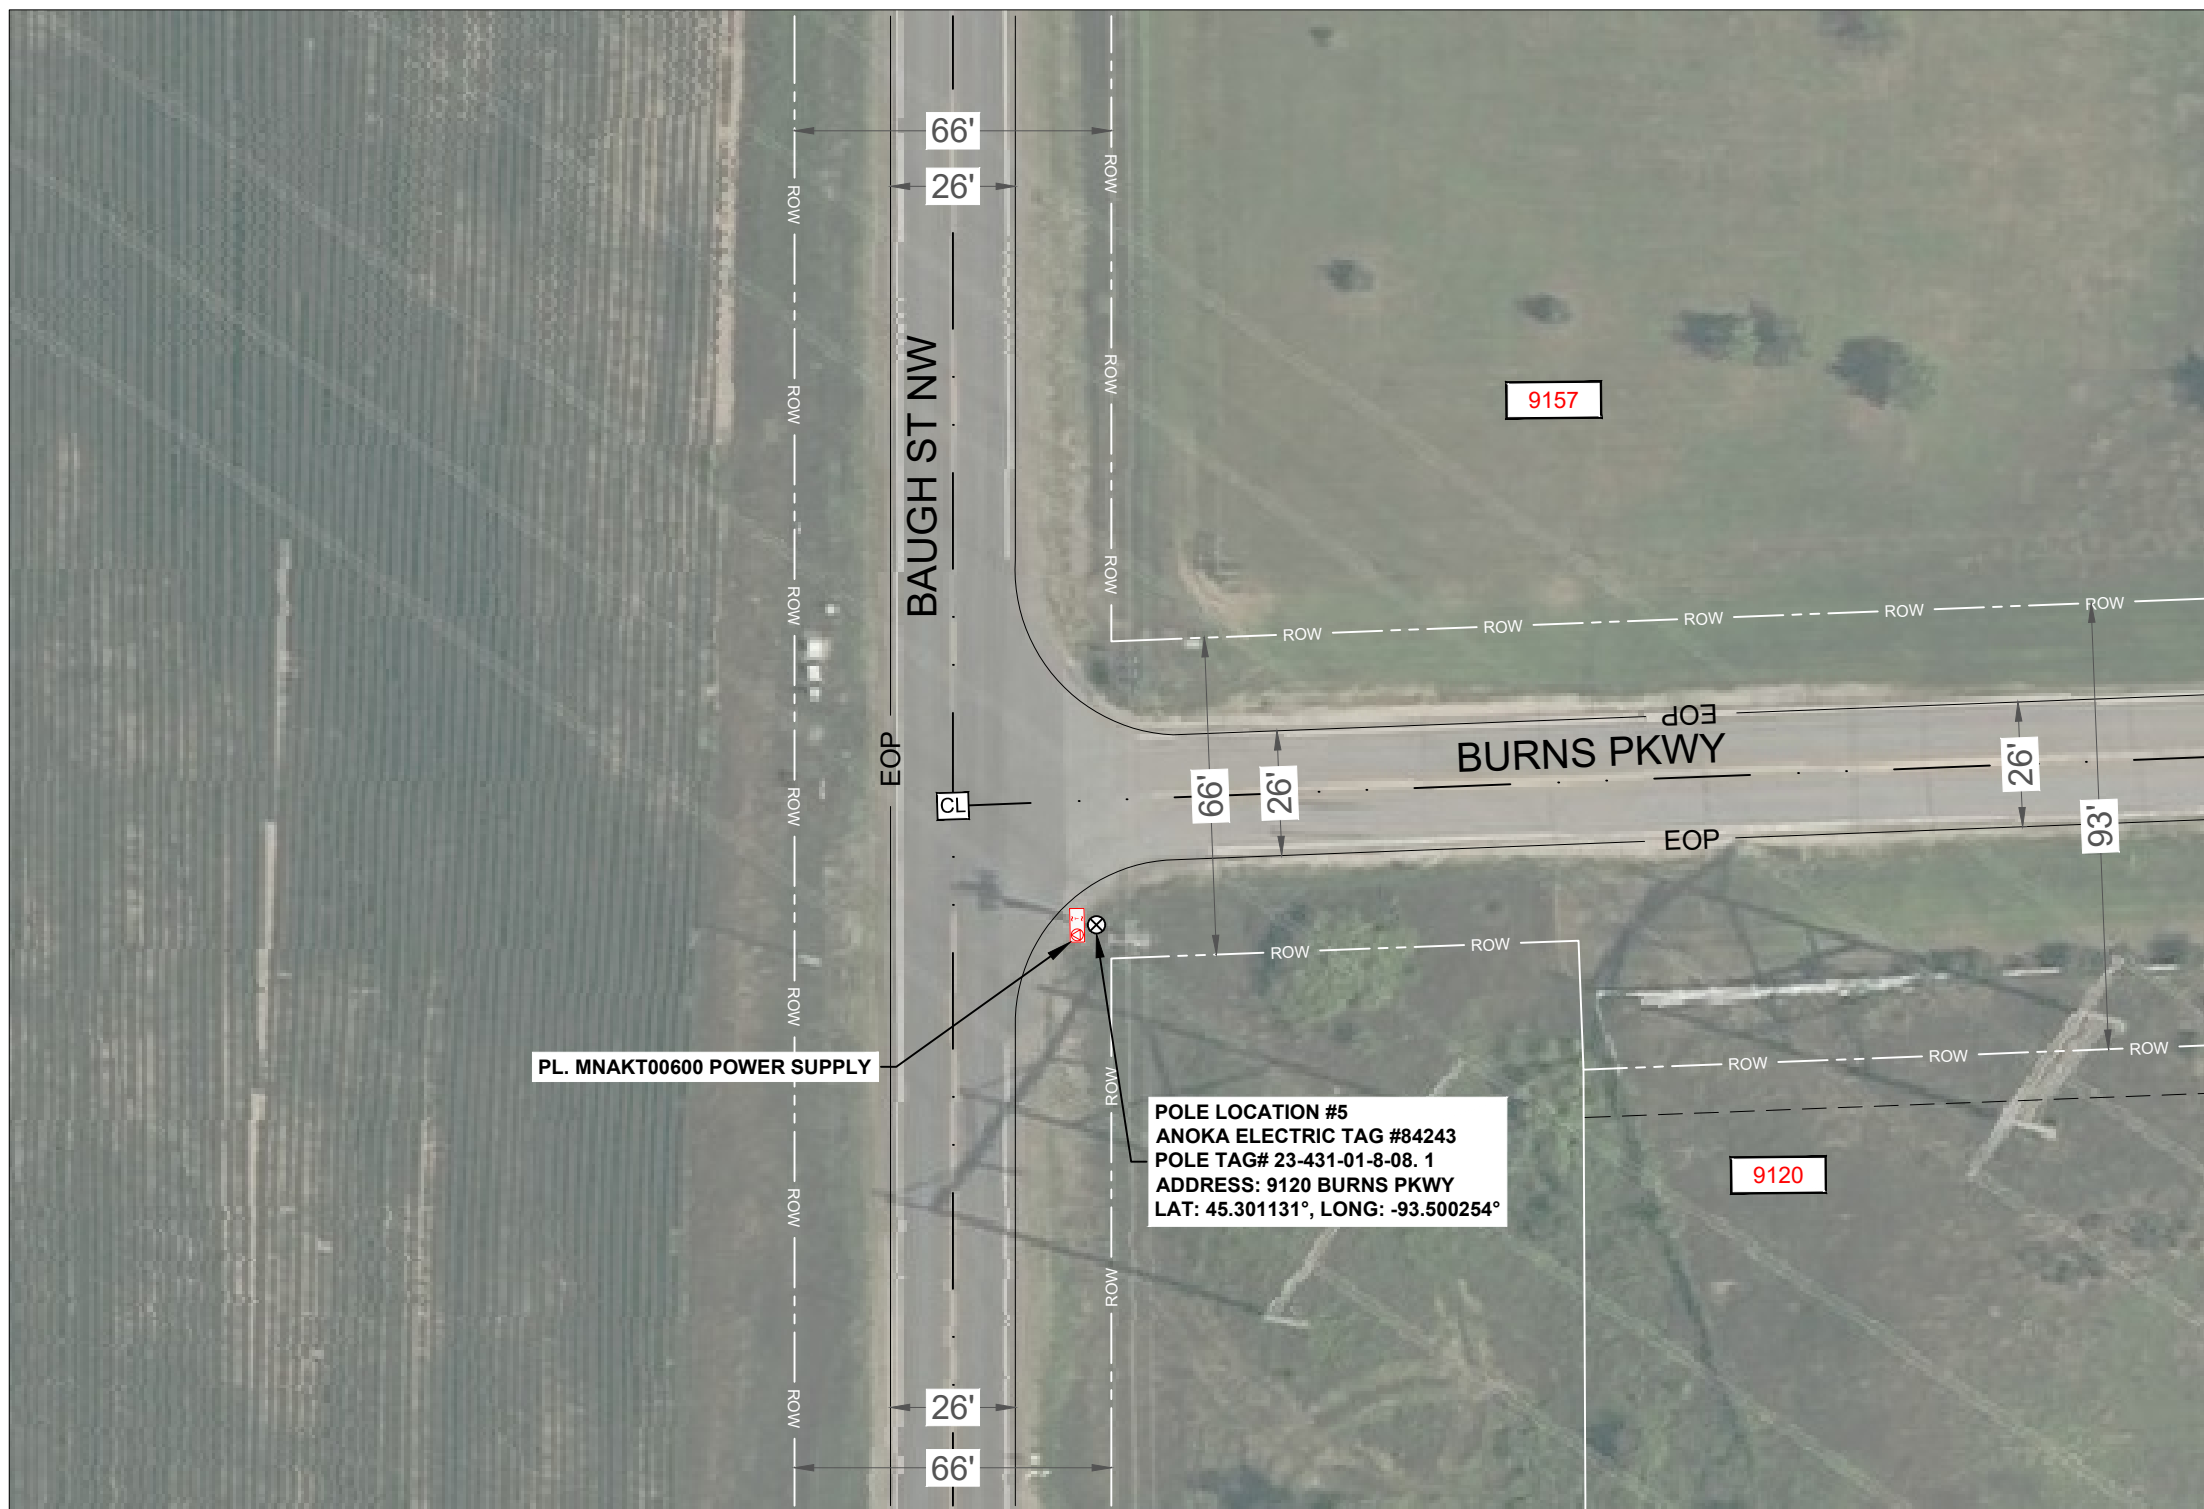 66'
26'
ROW
ROW
ROW
ROW
ROW
ROW
ROW
ROW
ROW
ROW
ROW
ROW
BAUGH ST NW
9157
ROW
ROW
ROW
ROW
ROW
EOP
EOP
BURNS PKWY
66'
26'
26'
93'
CL
EOP
ROW
ROW
ROW
ROW
ROW
PL. MNAKT00600 POWER SUPPLY
POLE LOCATION #5
ANOKA ELECTRIC TAG #84243
POLE TAG# 23-431-01-8-08. 1
ADDRESS: 9120 BURNS PKWY
LAT: 45.301131°, LONG: -93.500254°
9120
26'
66'